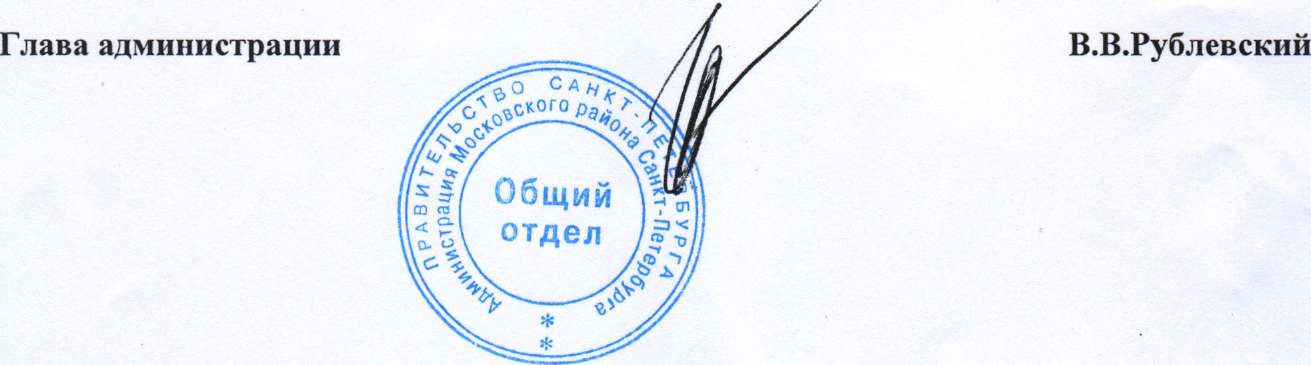 Глава администрации
В.В.Рублевский
ПРАВИТЕЛЬСТВО САНКТ-ПЕТЕРБУРГА
Администрация Московского района Санкт-Петербурга
Общий
отдел
*
*